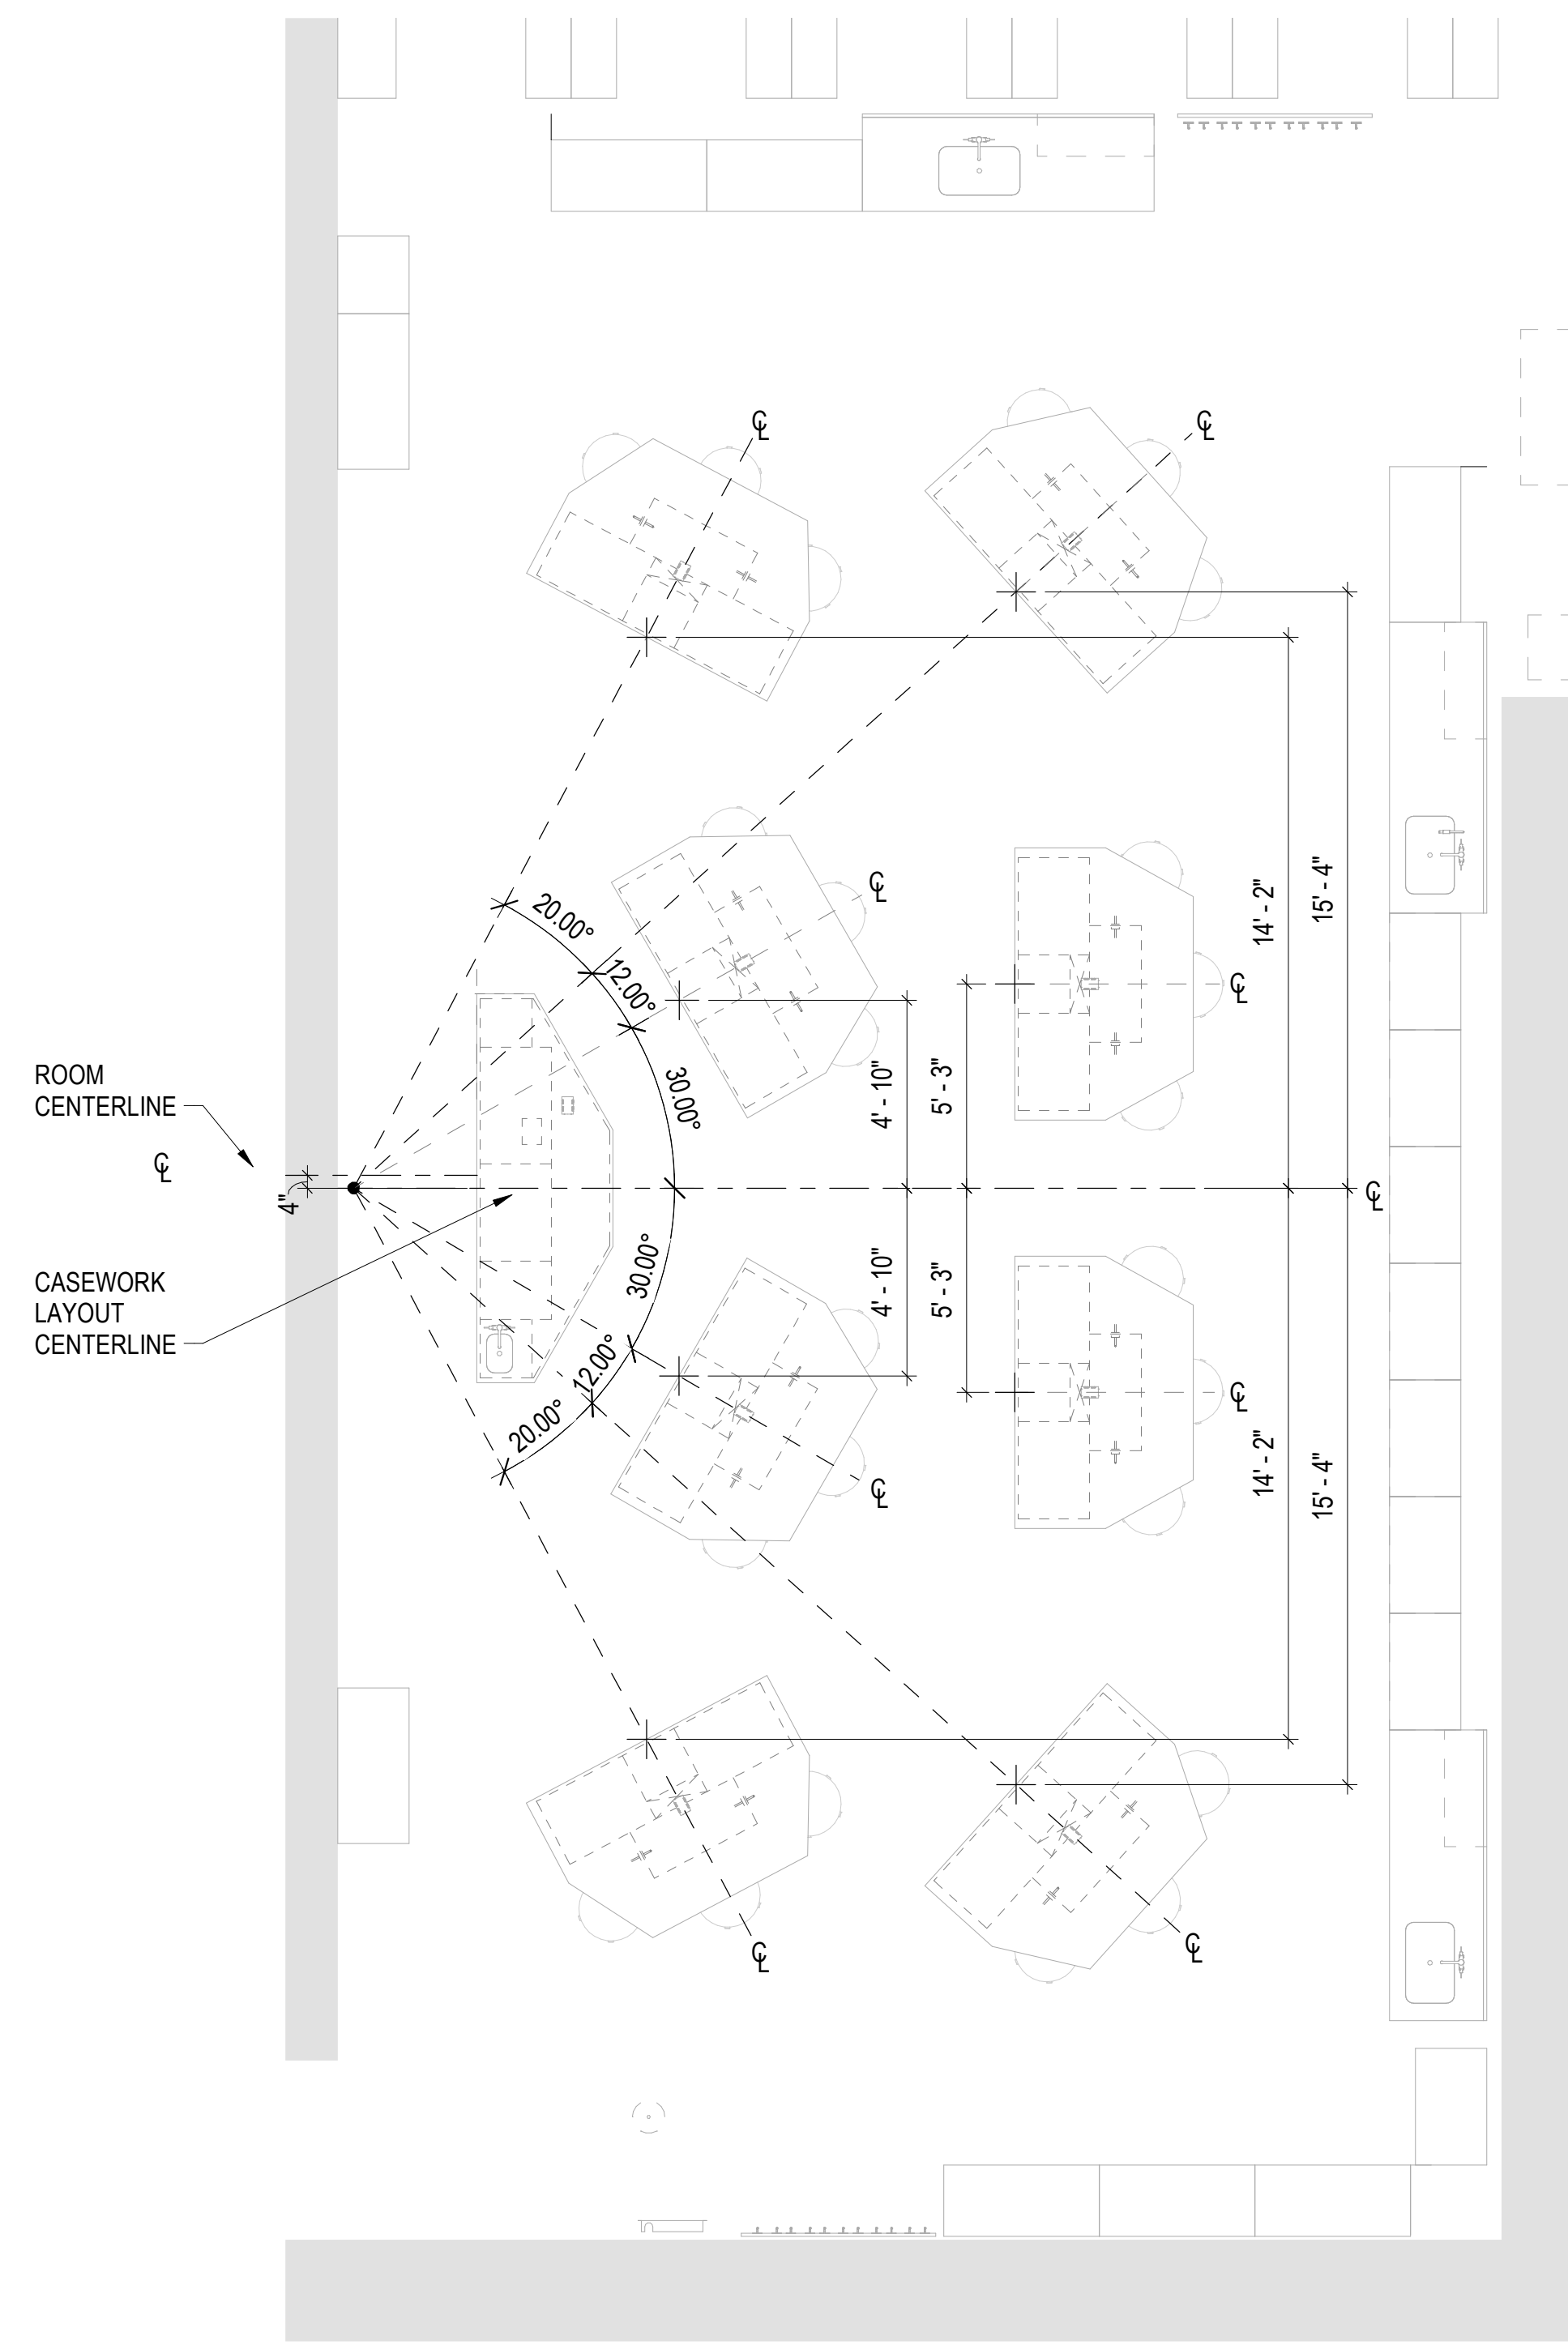 ℄
℄
20.00°
12.00°
℄
14' - 2"
15' - 4"
℄
30.00°
4' - 10"
5' - 3"
ROOM
CENTERLINE
℄
4"
℄
CASEWORK
LAYOUT
CENTERLINE
30.00°
4' - 10"
5' - 3"
12.00°
20.00°
℄
℄
14' - 2"
15' - 4"
℄
℄